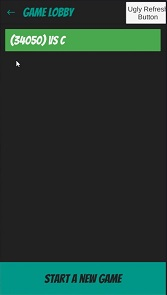 ← GAME LOBBY
Ugly Refresh
Button
(34050) VS C
START A NEW GAME